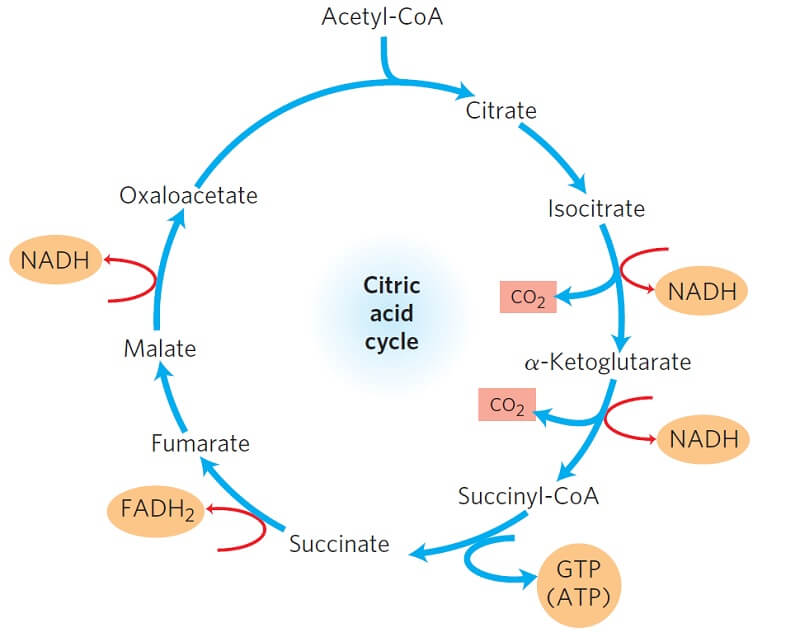 Acetyl-CoA
Citrate
Isocitrate
NADH
CO₂
α-Ketoglutarate
CO₂
NADH
Succinyl-CoA
GTP
(ATP)
Succinate
FADH₂
Fumarate
Malate
NADH
Oxaloacetate
Citric
acid
cycle